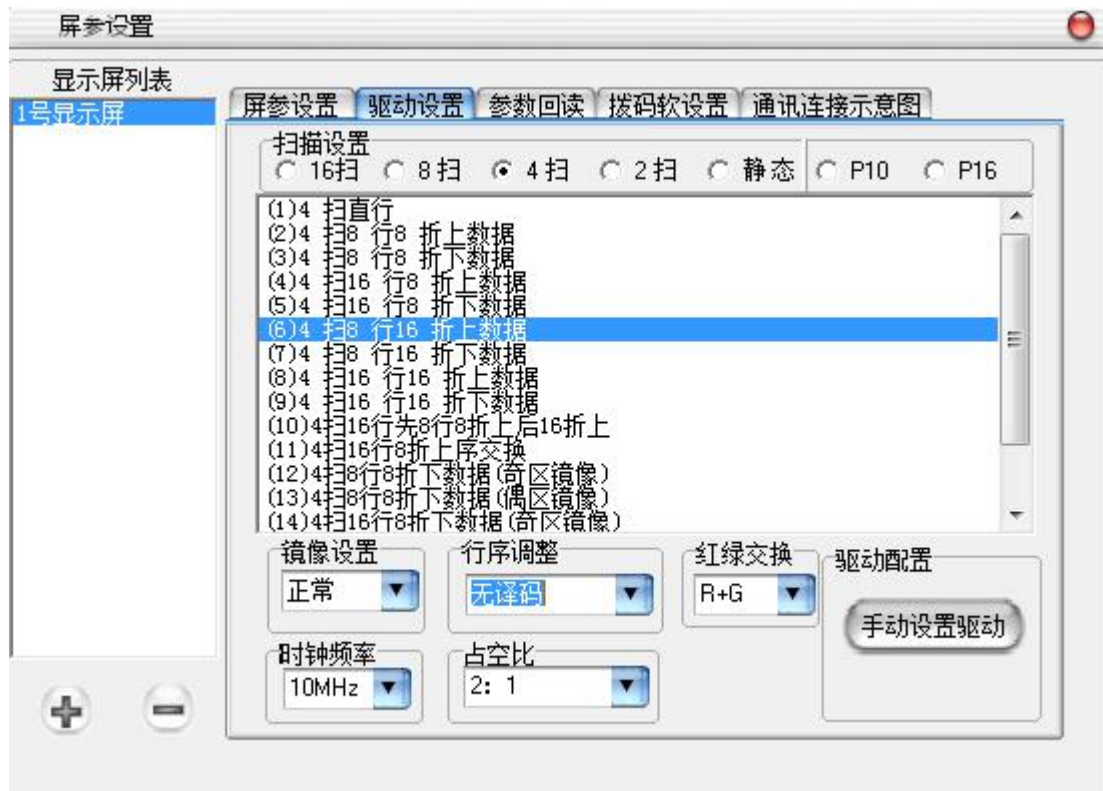 屏参设置
显示屏列表
1号显示屏
屏参设置 驱动设置 参数回读 拨码软设置 通讯连接示意图
扫描设置
16扫 8扫 4扫 2扫 静态 P10 P16
(1)4 扫直行
(2)4 扫8 行8 折上数据
(3)4 扫8 行8 折下数据
(4)4 扫16 行8 折上数据
(5)4 扫16 行8 折下数据
(6)4 扫8 行16 折上数据
(7)4 扫8 行16 折下数据
(8)4 扫16 行16 折上数据
(9)4 扫16 行16 折下数据
(10)4扫16行先8行8折上后16折上
(11)4扫16行8折上序交换
(12)4扫8行8折下数据(奇区镜像)
(13)4扫8行8折下数据(偶区镜像)
(14)4扫16行8折下数据(奇区镜像)
镜像设置 行序调整 红绿交换 驱动配置
正常 无译码 R+G
手动设置驱动
时钟频率 占空比
10MHz 2: 1